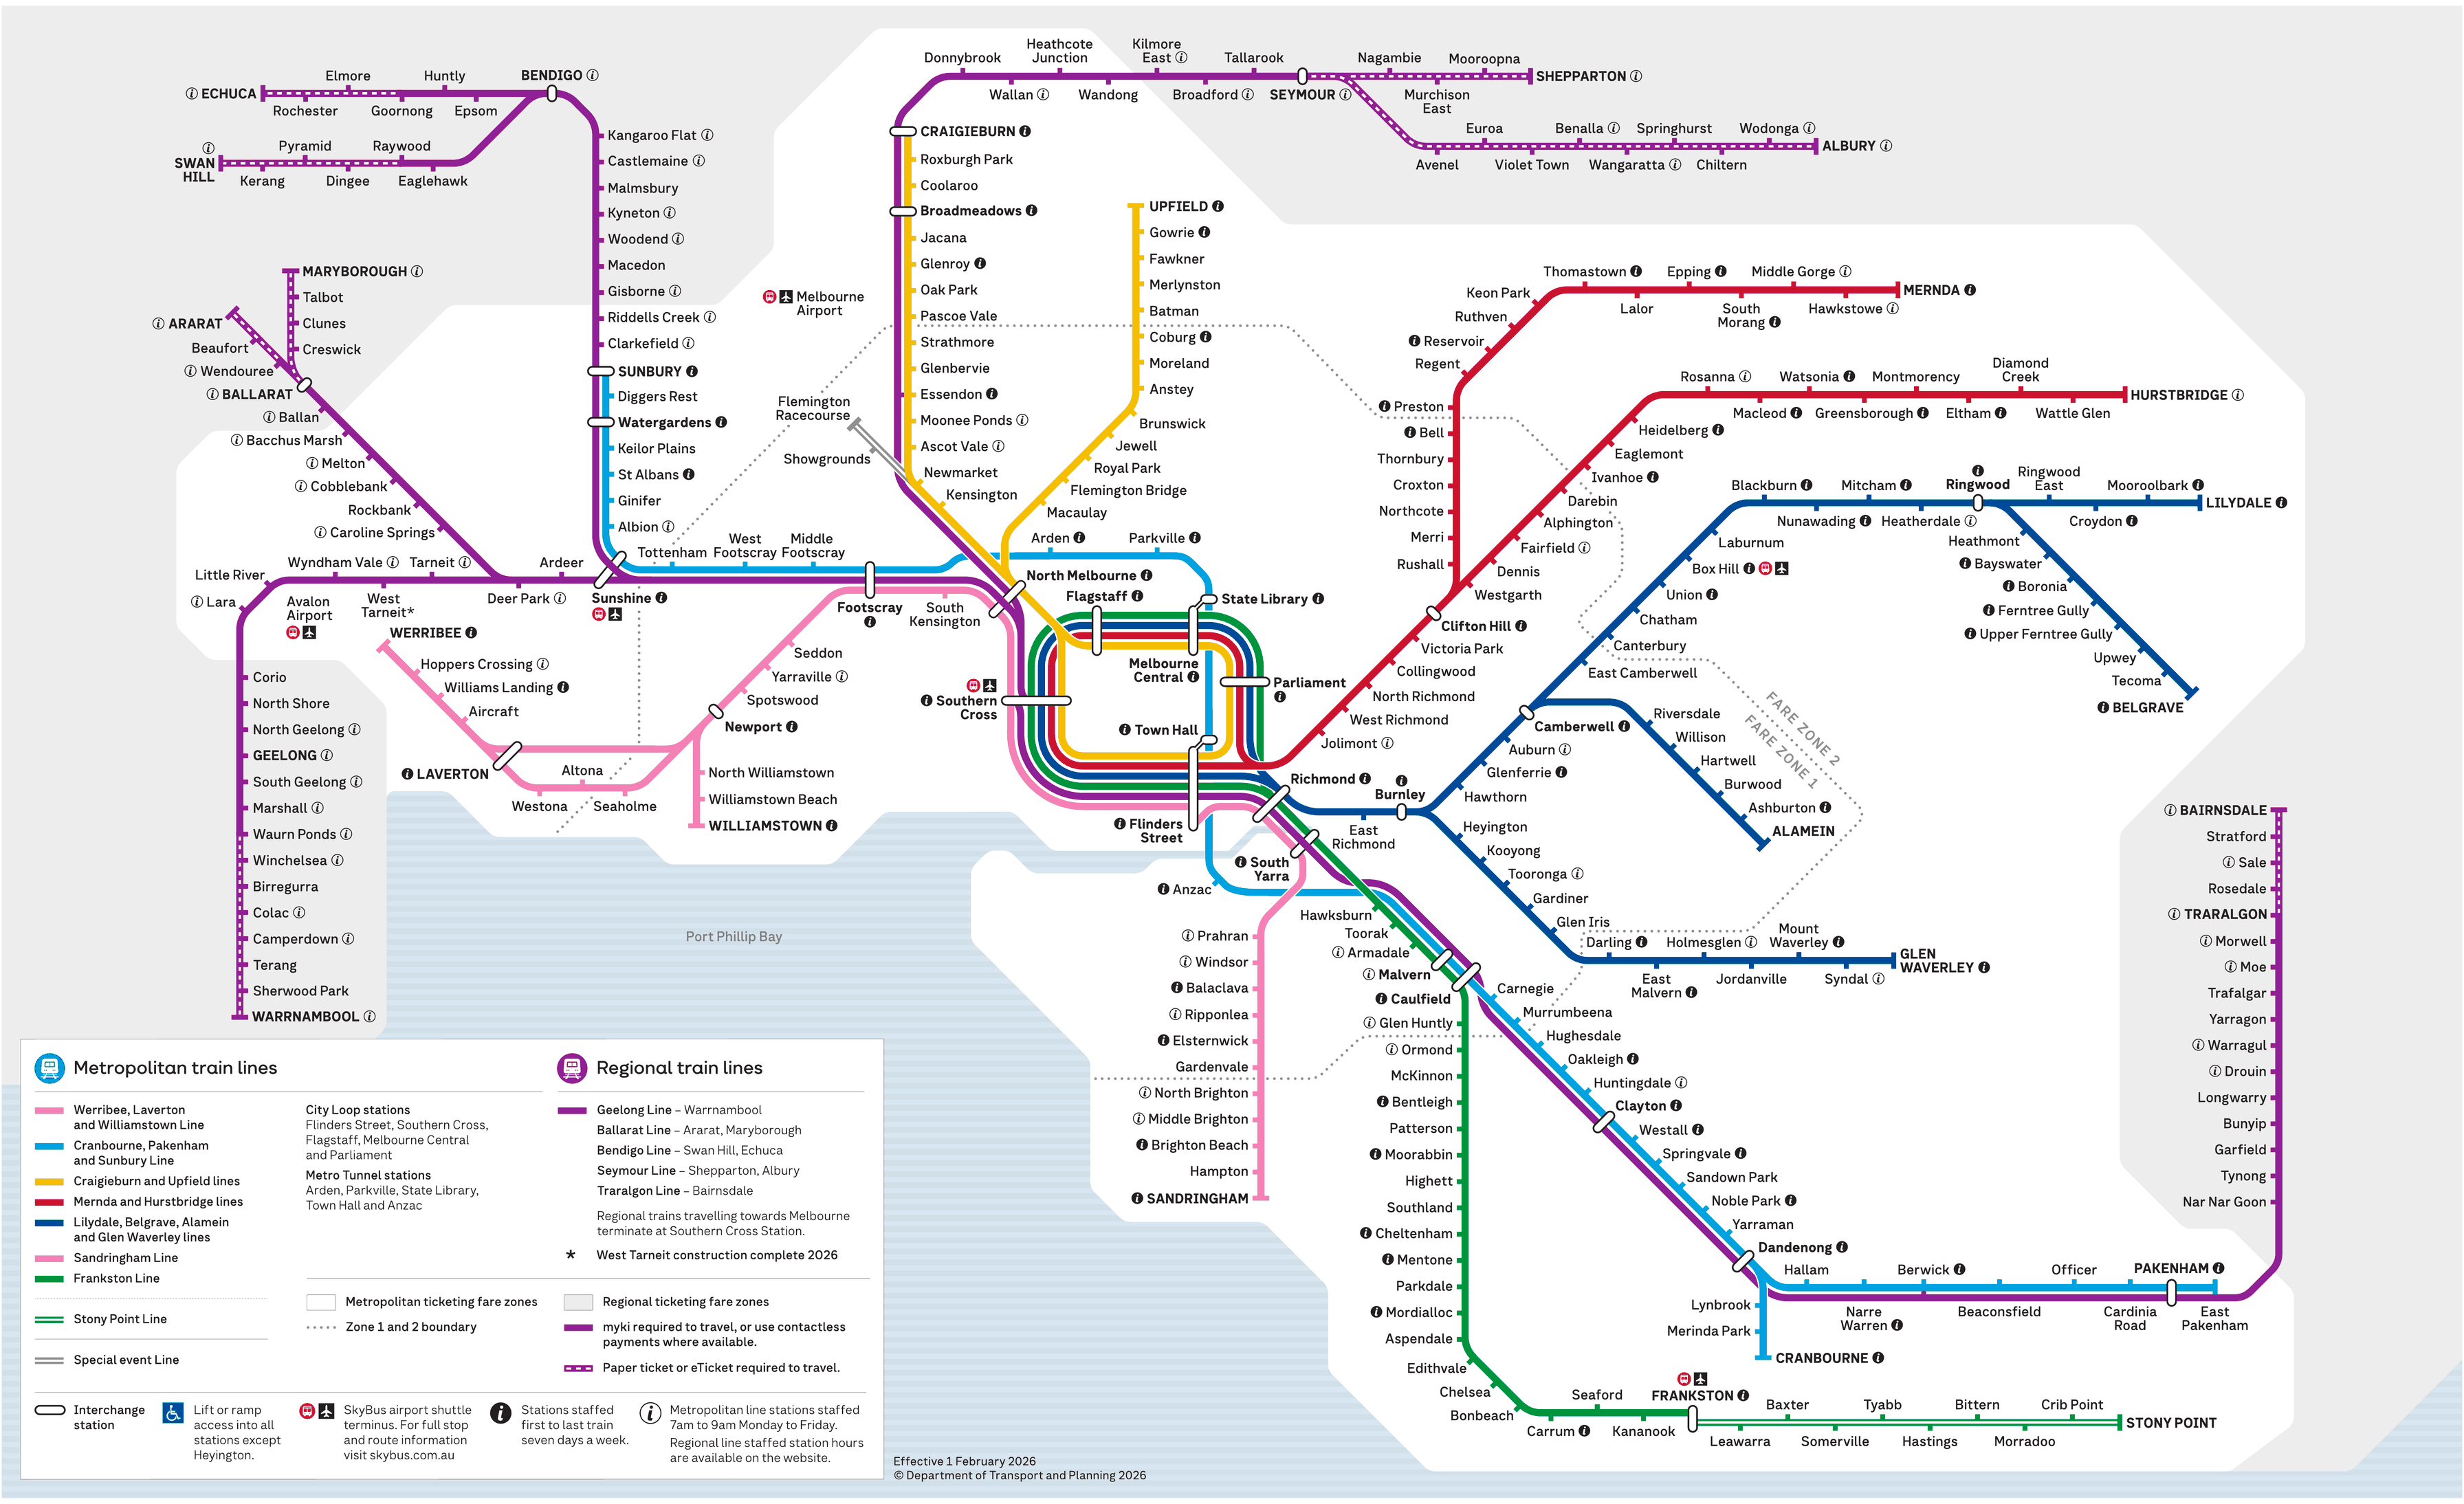 ECHUCA
Elmore
Huntly
BENDIGO
Rochester
Goornong
Epsom
SWAN
HILL
Pyramid
Raywood
Kerang
Dingee
Eaglehawk
Kangaroo Flat
Castlemaine
Malmsbury
Kyneton
Woodend
Macedon
Gisborne
Riddells Creek
Clarkefield
SUNBURY
Diggers Rest
Watergardens
Keilor Plains
St Albans
Ginifer
Albion
MARYBOROUGH
Talbot
Clunes
Creswick
ARARAT
Beaufort
Wendouree
BALLARAT
Ballan
Bacchus Marsh
Melton
Cobblebank
Rockbank
Caroline Springs
Donnybrook
Heathcote
Junction
Kilmore
East
Tallarook
Wallan
Wandong
Broadford
SEYMOUR
Nagambie
Mooroopna
SHEPPARTON
Murchison
East
Euroa
Benalla
Springhurst
Wodonga
ALBURY
Avenel
Violet Town
Wangaratta
Chiltern
CRAIGIEBURN
Roxburgh Park
Coolaroo
Broadmeadows
Jacana
Glenroy
Oak Park
Pascoe Vale
Strathmore
Glenbervie
Essendon
Moonee Ponds
Ascot Vale
Newmarket
Kensington
Melbourne
Airport
Flemington
Racecourse
Showgrounds
UPFIELD
Gowrie
Fawkner
Merlynston
Batman
Coburg
Moreland
Anstey
Brunswick
Jewell
Royal Park
Flemington Bridge
Macaulay
Thomastown
Epping
Middle Gorge
MERNDA
Keon Park
Lalor
South
Morang
Hawkstowe
Ruthven
Reservoir
Regent
Preston
Bell
Thornbury
Croxton
Northcote
Merri
Rushall
Rosanna
Watsonia
Montmorency
Diamond
Creek
HURSTBRIDGE
Macleod
Greensborough
Eltham
Wattle Glen
Heidelberg
Eaglemont
Ivanhoe
Darebin
Alphington
Fairfield
Dennis
Westgarth
Clifton Hill
Victoria Park
Collingwood
North Richmond
West Richmond
Jolimont
Blackburn
Mitcham
Ringwood
Ringwood
East
Mooroolbark
LILYDALE
Nunawading
Heatherdale
Croydon
Laburnum
Box Hill
Union
Chatham
Canterbury
East Camberwell
Heathmont
Bayswater
Boronia
Ferntree Gully
Upper Ferntree Gully
Upwey
Tecoma
BELGRAVE
FARE ZONE 2
FARE ZONE 1
Camberwell
Auburn
Glenferrie
Hawthorn
Riversdale
Willison
Hartwell
Burwood
Ashburton
ALAMEIN
Little River
Wyndham Vale
Tarneit
Ardeer
Lara
Avalon
Airport
West
Tarneit*
Deer Park
Sunshine
Tottenham
West
Footscray
Middle
Footscray
Footscray
South
Kensington
Arden
Parkville
North Melbourne
Flagstaff
State Library
Melbourne
Central
Parliament
Southern
Cross
Town Hall
Flinders
Street
Richmond
Burnley
East
Richmond
South
Yarra
Anzac
WERRIBEE
Hoppers Crossing
Williams Landing
Aircraft
LAVERTON
Westona
Altona
Seaholme
Seddon
Yarraville
Spotswood
Newport
North Williamstown
Williamstown Beach
WILLIAMSTOWN
Corio
North Shore
North Geelong
GEELONG
South Geelong
Marshall
Waurn Ponds
Winchelsea
Birregurra
Colac
Camperdown
Terang
Sherwood Park
WARRNAMBOOL
Port Phillip Bay
Heyington
Kooyong
Tooronga
Gardiner
Glen Iris
Darling
Holmesglen
Mount
Waverley
GLEN
WAVERLEY
East
Malvern
Jordanville
Syndal
Hawksburn
Toorak
Armadale
Malvern
Caulfield
Glen Huntly
Ormond
McKinnon
Bentleigh
Patterson
Moorabbin
Highett
Southland
Cheltenham
Mentone
Parkdale
Mordialloc
Aspendale
Edithvale
Chelsea
Bonbeach
Carrum
Seaford
Kananook
FRANKSTON
Leawarra
Baxter
Somerville
Tyabb
Hastings
Bittern
Morradoo
Crib Point
STONY POINT
Prahran
Windsor
Balaclava
Ripponlea
Elsternwick
Gardenvale
North Brighton
Middle Brighton
Brighton Beach
Hampton
SANDRINGHAM
Carnegie
Murrumbeena
Hughesdale
Oakleigh
Huntingdale
Clayton
Westall
Springvale
Sandown Park
Noble Park
Yarraman
Dandenong
Hallam
Berwick
Officer
PAKENHAM
Narre
Warren
Beaconsfield
Cardinia
Road
East
Pakenham
Lynbrook
Merinda Park
CRANBOURNE
BAIRNSDALE
Stratford
Sale
Rosedale
TRARALGON
Morwell
Moe
Trafalgar
Yarragon
Warragul
Drouin
Longwarry
Bunyip
Garfield
Tynong
Nar Nar Goon
Metropolitan train lines
Werribee, Laverton
and Williamstown Line
Cranbourne, Pakenham
and Sunbury Line
Craigieburn and Upfield lines
Mernda and Hurstbridge lines
Lilydale, Belgrave, Alamein
and Glen Waverley lines
Sandringham Line
Frankston Line
Stony Point Line
Special event Line
City Loop stations
Flinders Street, Southern Cross,
Flagstaff, Melbourne Central
and Parliament
Metro Tunnel stations
Arden, Parkville, State Library,
Town Hall and Anzac
Regional train lines
Geelong Line – Warrnambool
Ballarat Line – Ararat, Maryborough
Bendigo Line – Swan Hill, Echuca
Seymour Line – Shepparton, Albury
Traralgon Line – Bairnsdale
Regional trains travelling towards Melbourne
terminate at Southern Cross Station.
* West Tarneit construction complete 2026
Metropolitan ticketing fare zones
Zone 1 and 2 boundary
Regional ticketing fare zones
myki required to travel, or use contactless
payments where available.
Paper ticket or eTicket required to travel.
Interchange
station
Lift or ramp
access into all
stations except
Heyington.
SkyBus airport shuttle
terminus. For full stop
and route information
visit skybus.com.au
Stations staffed
first to last train
seven days a week.
Metropolitan line stations staffed
7am to 9am Monday to Friday.
Regional line staffed station hours
are available on the website.
Effective 1 February 2026
© Department of Transport and Planning 2026